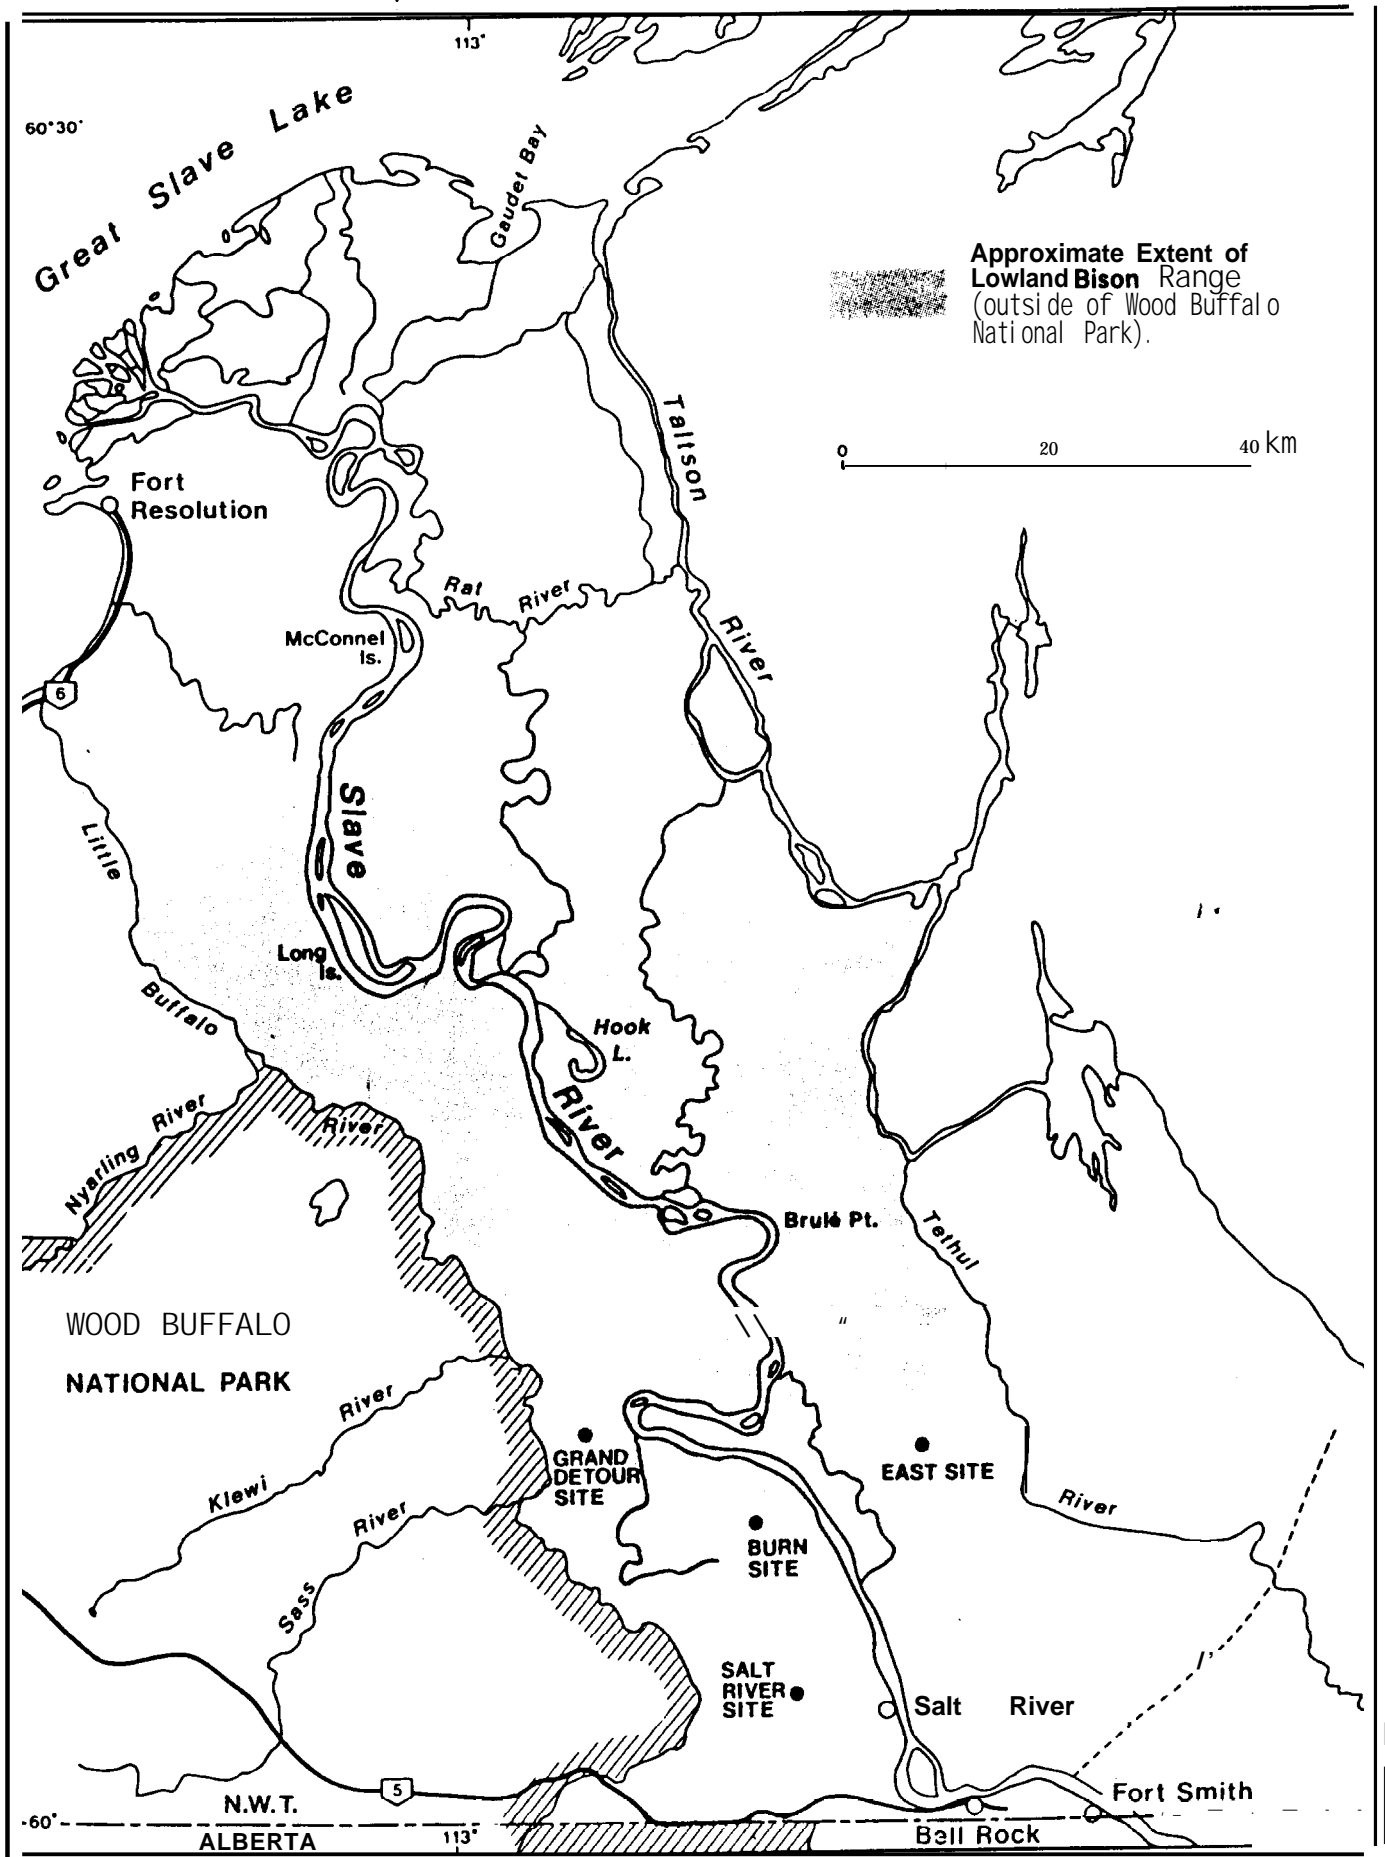 113°
60°30'
Great Slave Lake
Gaudet Bay
Approximate Extent of
Lowland Bison Range
(outside of Wood Buffalo
National Park).
0 20 40 km
Taltson
River
Fort
Resolution
Rat River
McConnel
Is.
6
Slave
River
Little
Buffalo
River
Long
Is.
Hook
L.
Nyarling River
Brulé Pt.
Tethul
River
WOOD BUFFALO
NATIONAL PARK
Klewi River
Sass River
GRAND
DETOUR
SITE
EAST SITE
BURN
SITE
SALT
RIVER
SITE
Salt River
5
Fort Smith
N.W.T.
60°
ALBERTA
113°
Bell Rock